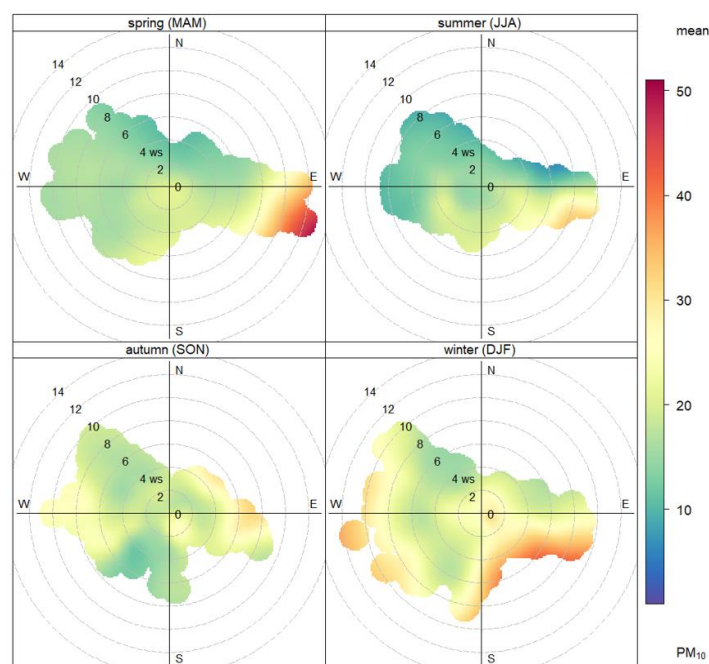 spring (MAM)
N
14
12
10
8
6
4 ws
2
0
W
E
S
summer (JJA)
N
14
12
10
8
6
4 ws
2
0
W
E
S
autumn (SON)
N
14
12
10
8
6
4 ws
2
0
W
E
S
winter (DJF)
N
14
12
10
8
6
4 ws
2
0
W
E
S
mean
50
40
30
20
10
PM₁₀